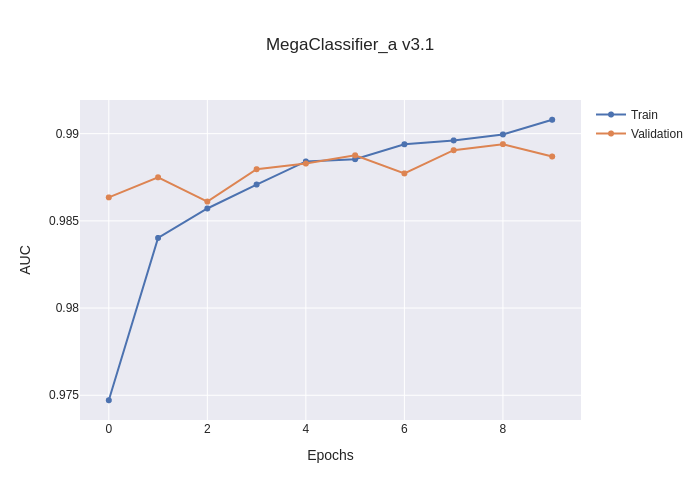 MegaClassifier_a v3.1
Train
Validation
0.99
0.985
0.98
0.975
AUC
0 2 4 6 8
Epochs